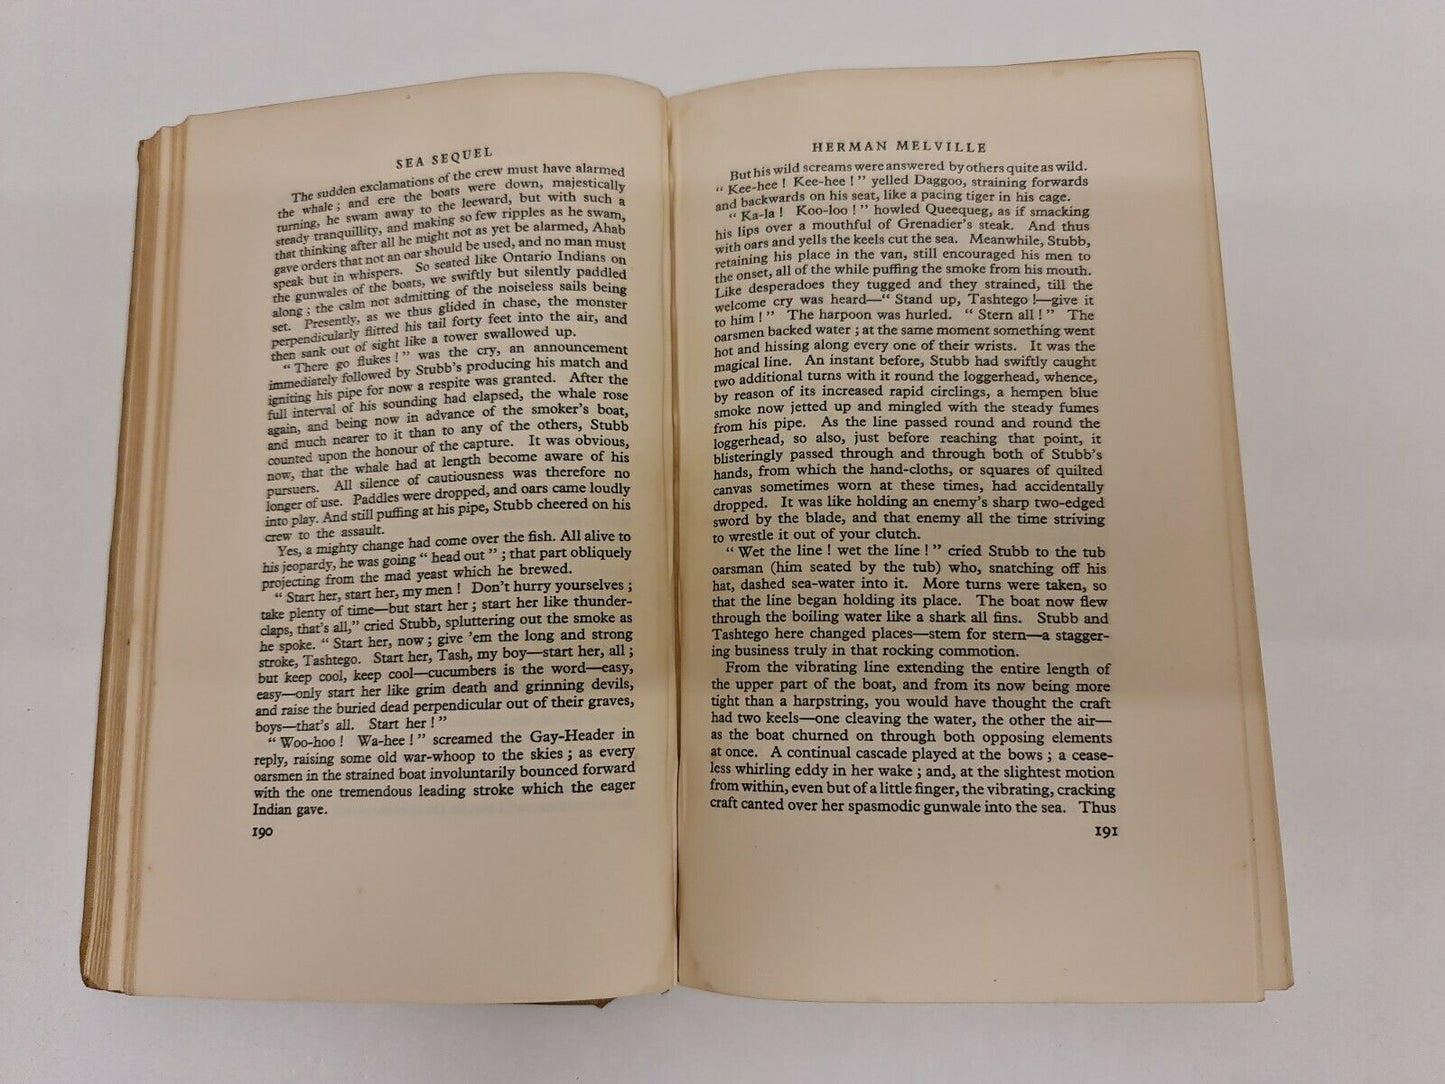 SEA SEQUEL
The sudden exclamations of the crew must have alarmed
the whale ; and ere the boats were down, majestically
turning, he swam away to the leeward, but with such a
steady tranquillity, and making so few ripples as he swam,
that thinking after all he might not as yet be alarmed, Ahab
gave orders that not an oar should be used, and no man must
speak but in whispers. So seated like Ontario Indians on
the gunwales of the boats, we swiftly but silently paddled
along ; the calm not admitting of the noiseless sails being
set. Presently, as we thus glided in chase, the monster
perpendicularly flitted his tail forty feet into the air, and
then sank out of sight like a tower swallowed up.
“ There go flukes ! ” was the cry, an announcement
immediately followed by Stubb’s producing his match and
igniting his pipe for now a respite was granted. After the
full interval of his sounding had elapsed, the whale rose
again, and being now in advance of the smoker’s boat,
and much nearer to it than to any of the others, Stubb
counted upon the honour of the capture. It was obvious,
now, that the whale had at length become aware of his
pursuers. All silence of cautiousness was therefore no
longer of use. Paddles were dropped, and oars came loudly
into play. And still puffing at his pipe, Stubb cheered on his
crew to the assault.
Yes, a mighty change had come over the fish. All alive to
his jeopardy, he was going “ head out ” ; that part obliquely
projecting from the mad yeast which he brewed.
“ Start her, start her, my men ! Don’t hurry yourselves ;
take plenty of time—but start her ; start her like thunder-
claps, that’s all,” cried Stubb, spluttering out the smoke as
he spoke. “ Start her, now ; give ’em the long and strong
stroke, Tashtego. Start her, Tash, my boy—start her, all ;
but keep cool, keep cool—cucumbers is the word—easy,
easy—only start her like grim death and grinning devils,
and raise the buried dead perpendicular out of their graves,
boys—that’s all. Start her ! ”
“ Woo-hoo ! Wa-hee ! ” screamed the Gay-Header in
reply, raising some old war-whoop to the skies ; as every
oarsmen in the strained boat involuntarily bounced forward
with the one tremendous leading stroke which the eager
Indian gave.
190
HERMAN MELVILLE
But his wild screams were answered by others quite as wild.
“ Kee-hee ! Kee-hee ! ” yelled Daggoo, straining forwards
and backwards on his seat, like a pacing tiger in his cage.
“ Ka-la ! Koo-loo ! ” howled Queequeg, as if smacking
his lips over a mouthful of Grenadier’s steak. And thus
with oars and yells the keels cut the sea. Meanwhile, Stubb,
retaining his place in the van, still encouraged his men to
the onset, all of the while puffing the smoke from his mouth.
Like desperadoes they tugged and they strained, till the
welcome cry was heard—“ Stand up, Tashtego !—give it
to him ! ” The harpoon was hurled. “ Stern all ! ” The
oarsmen backed water ; at the same moment something went
hot and hissing along every one of their wrists. It was the
magical line. An instant before, Stubb had swiftly caught
two additional turns with it round the loggerhead, whence,
by reason of its increased rapid circlings, a hempen blue
smoke now jetted up and mingled with the steady fumes
from his pipe. As the line passed round and round the
loggerhead, so also, just before reaching that point, it
blisteringly passed through and through both of Stubb’s
hands, from which the hand-cloths, or squares of quilted
canvas sometimes worn at these times, had accidentally
dropped. It was like holding an enemy’s sharp two-edged
sword by the blade, and that enemy all the time striving
to wrestle it out of your clutch.
“ Wet the line ! wet the line ! ” cried Stubb to the tub
oarsman (him seated by the tub) who, snatching off his
hat, dashed sea-water into it. More turns were taken, so
that the line began holding its place. The boat now flew
through the boiling water like a shark all fins. Stubb and
Tashtego here changed places—stem for stern—a stagger-
ing business truly in that rocking commotion.
From the vibrating line extending the entire length of
the upper part of the boat, and from its now being more
tight than a harpstring, you would have thought the craft
had two keels—one cleaving the water, the other the air—
as the boat churned on through both opposing elements
at once. A continual cascade played at the bows ; a cease-
less whirling eddy in her wake ; and, at the slightest motion
from within, even but of a little finger, the vibrating, cracking
craft canted over her spasmodic gunwale into the sea. Thus
191